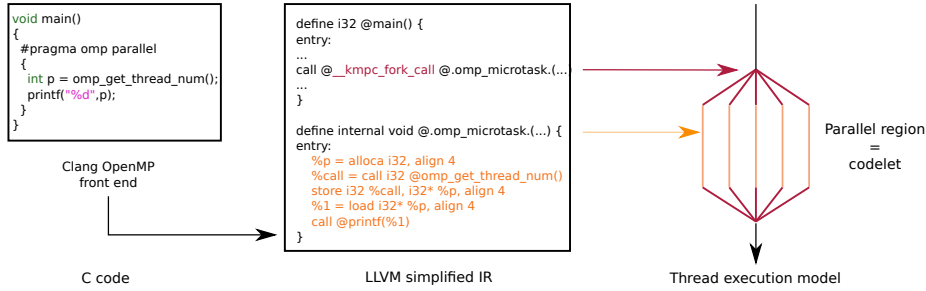 void main()
{
#pragma omp parallel
{
int p = omp_get_thread_num();
printf("%d",p);
}
}
Clang OpenMP
front end
C code
define i32 @main() {
entry:
...
call @__kmpc_fork_call @.omp_microtask.(...)
...
}
define internal void @.omp_microtask.(...) {
entry:
%p = alloca i32, align 4
%call = call i32 @omp_get_thread_num()
store i32 %call, i32* %p, align 4
%1 = load i32* %p, align 4
call @printf(%1)
}
LLVM simplified IR
Parallel region
=
codelet
Thread execution model